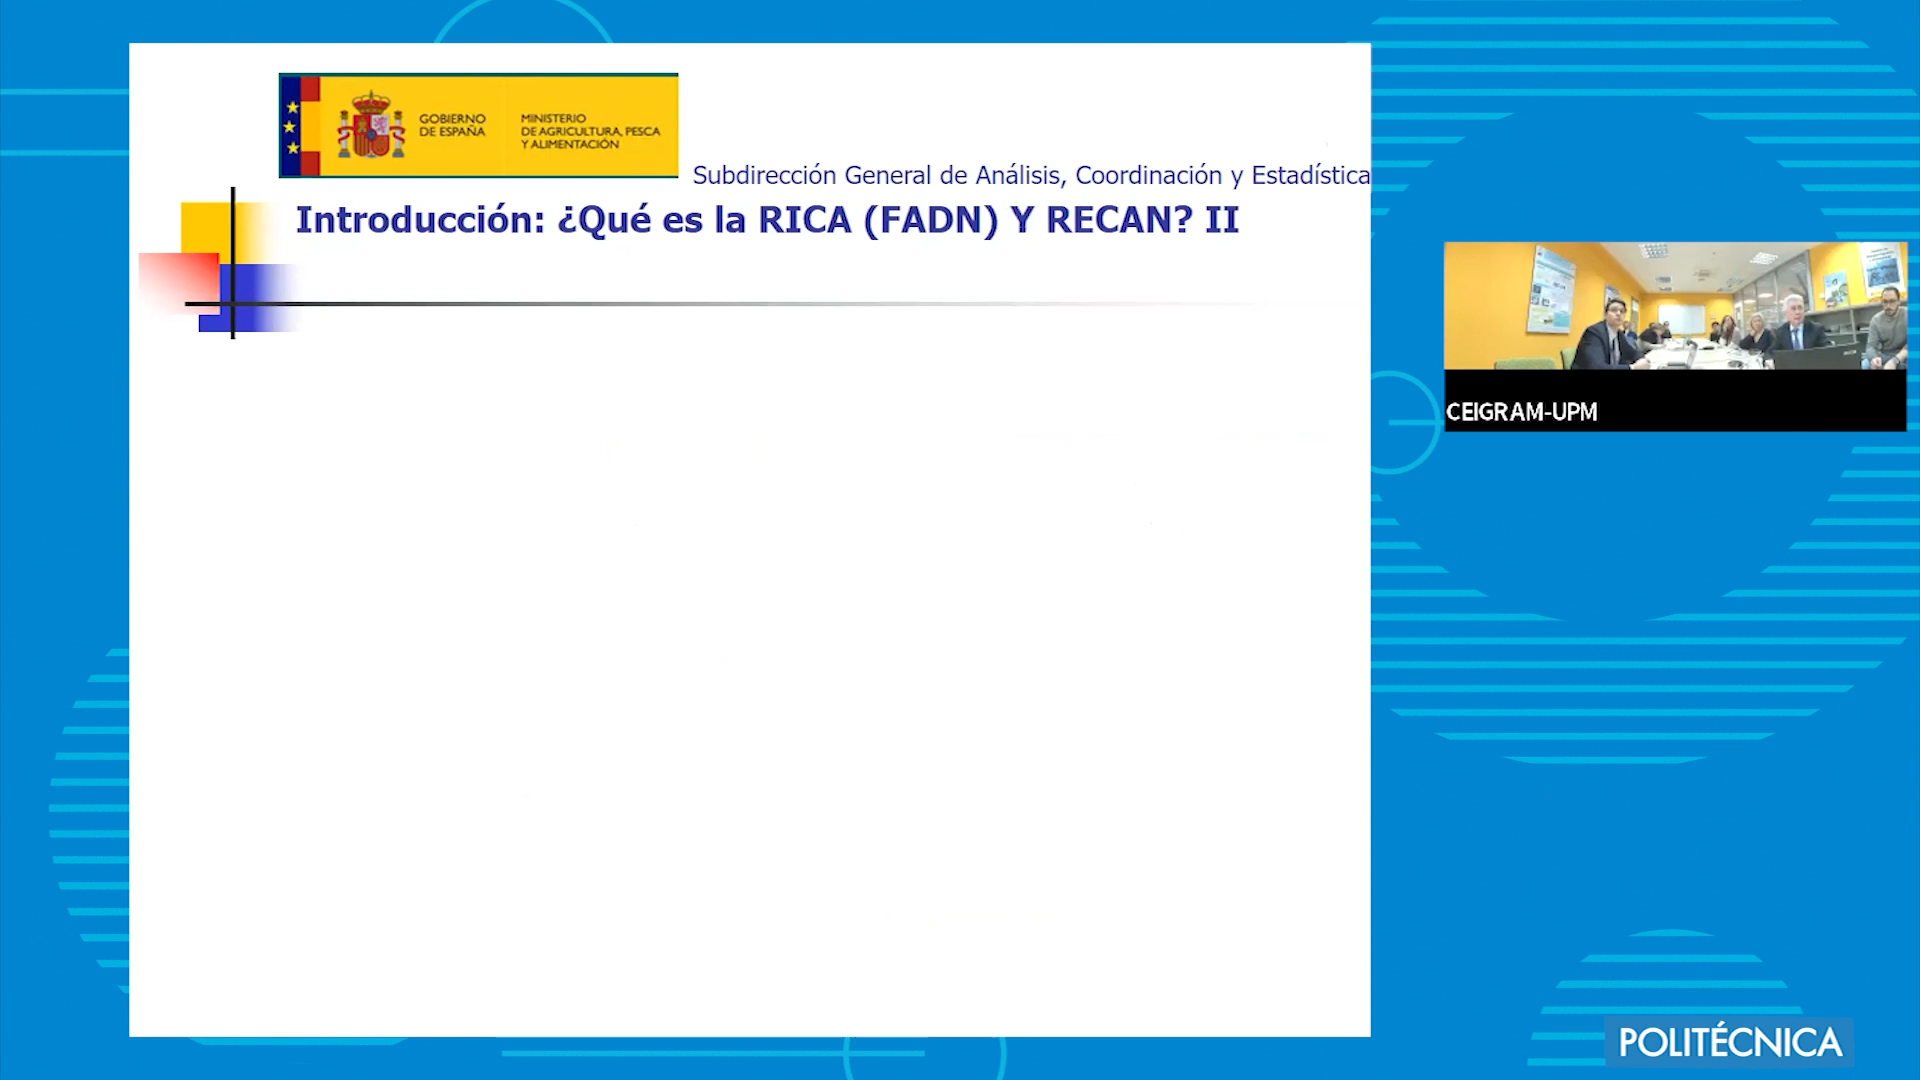 GOBIERNO
DE ESPAÑA
MINISTERIO
DE AGRICULTURA, PESCA
Y ALIMENTACIÓN
Subdirección General de Análisis, Coordinación y Estadística
Introducción: ¿Qué es la RICA (FADN) Y RECAN? II
CEIGRAM-UPM
POLITÉCNICA